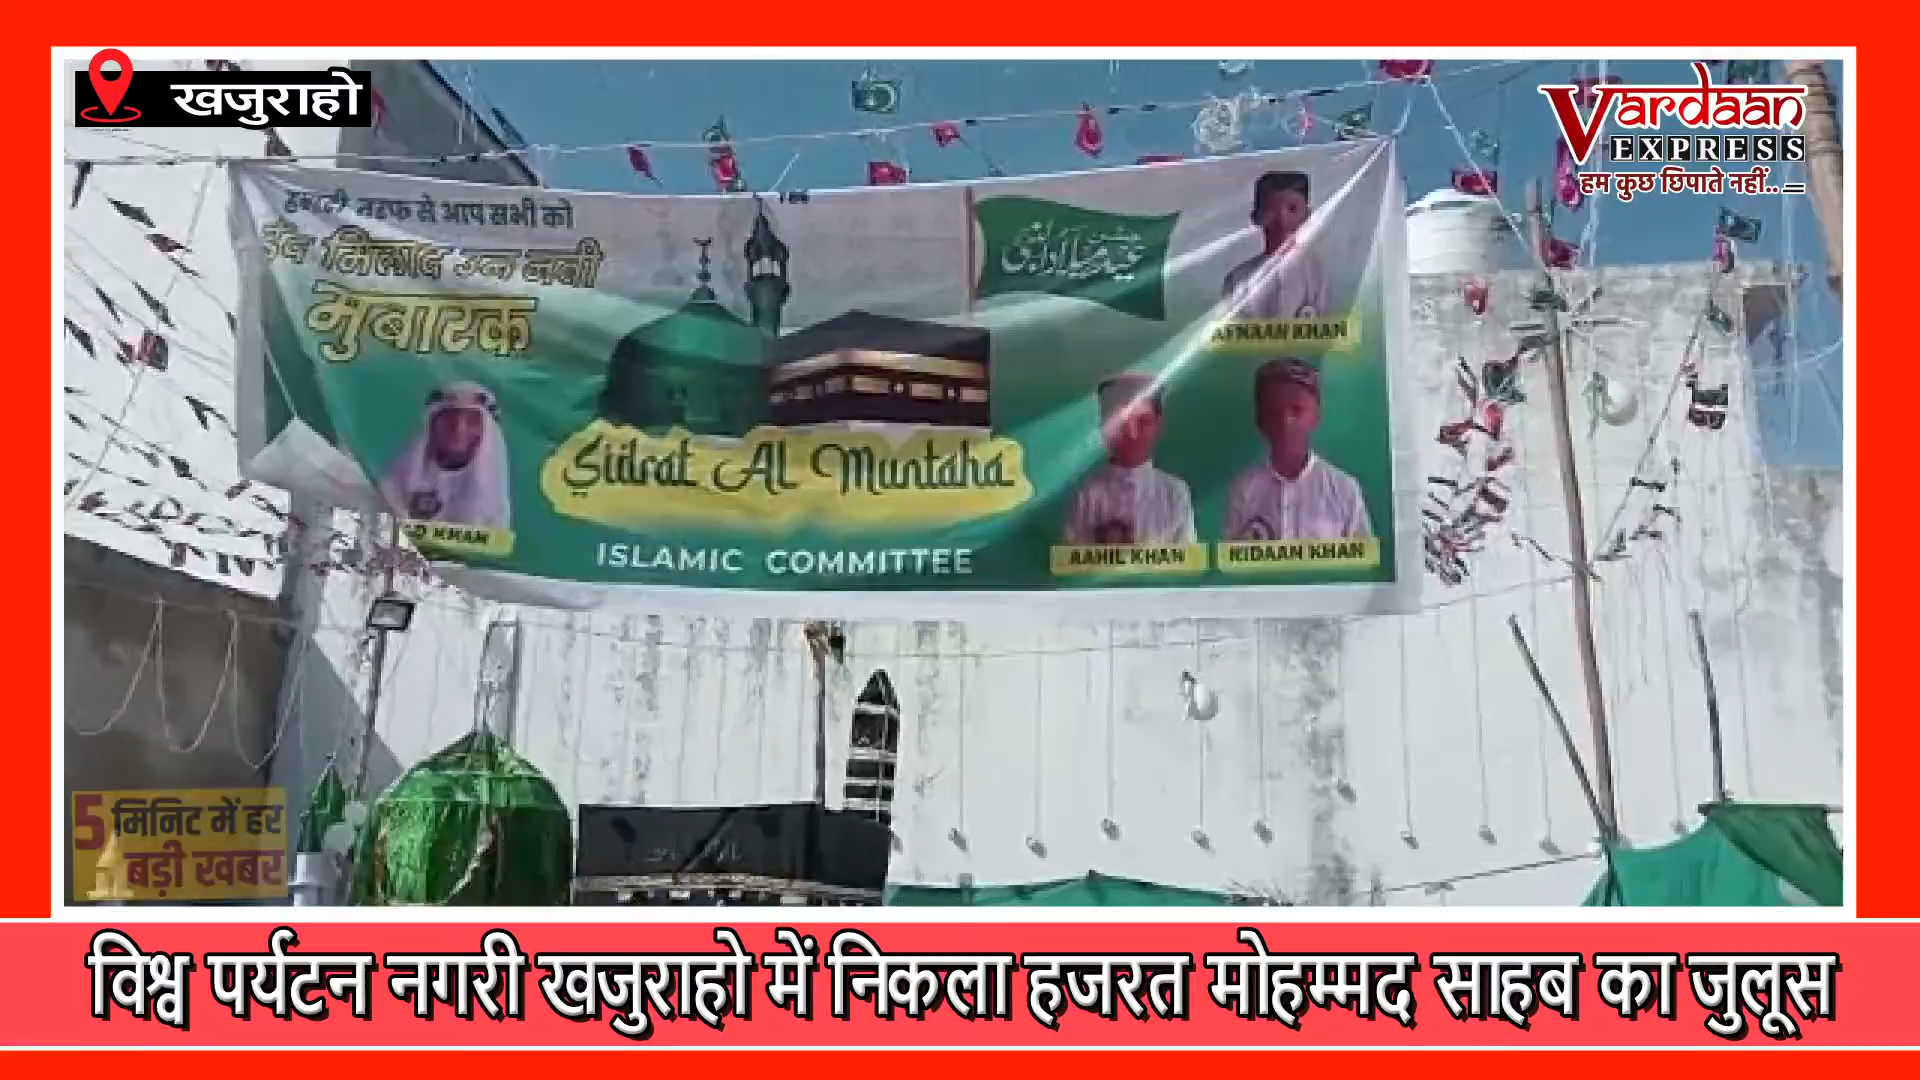 खजुराहो
Vardaan
EXPRESS
हम कुछ छिपाते नहीं..
हमारी तरफ से आप सभी को
ईद मिलाद उन नबी
मुबारक
AFNAAN KHAN
Sidrat Al Muntaha
KHAN
ISLAMIC COMMITTEE
AAHIL KHAN
RIDAAN KHAN
5 मिनिट में हर
बड़ी खबर
विश्व पर्यटन नगरी खजुराहो में निकला हजरत मोहम्मद साहब का जुलूस